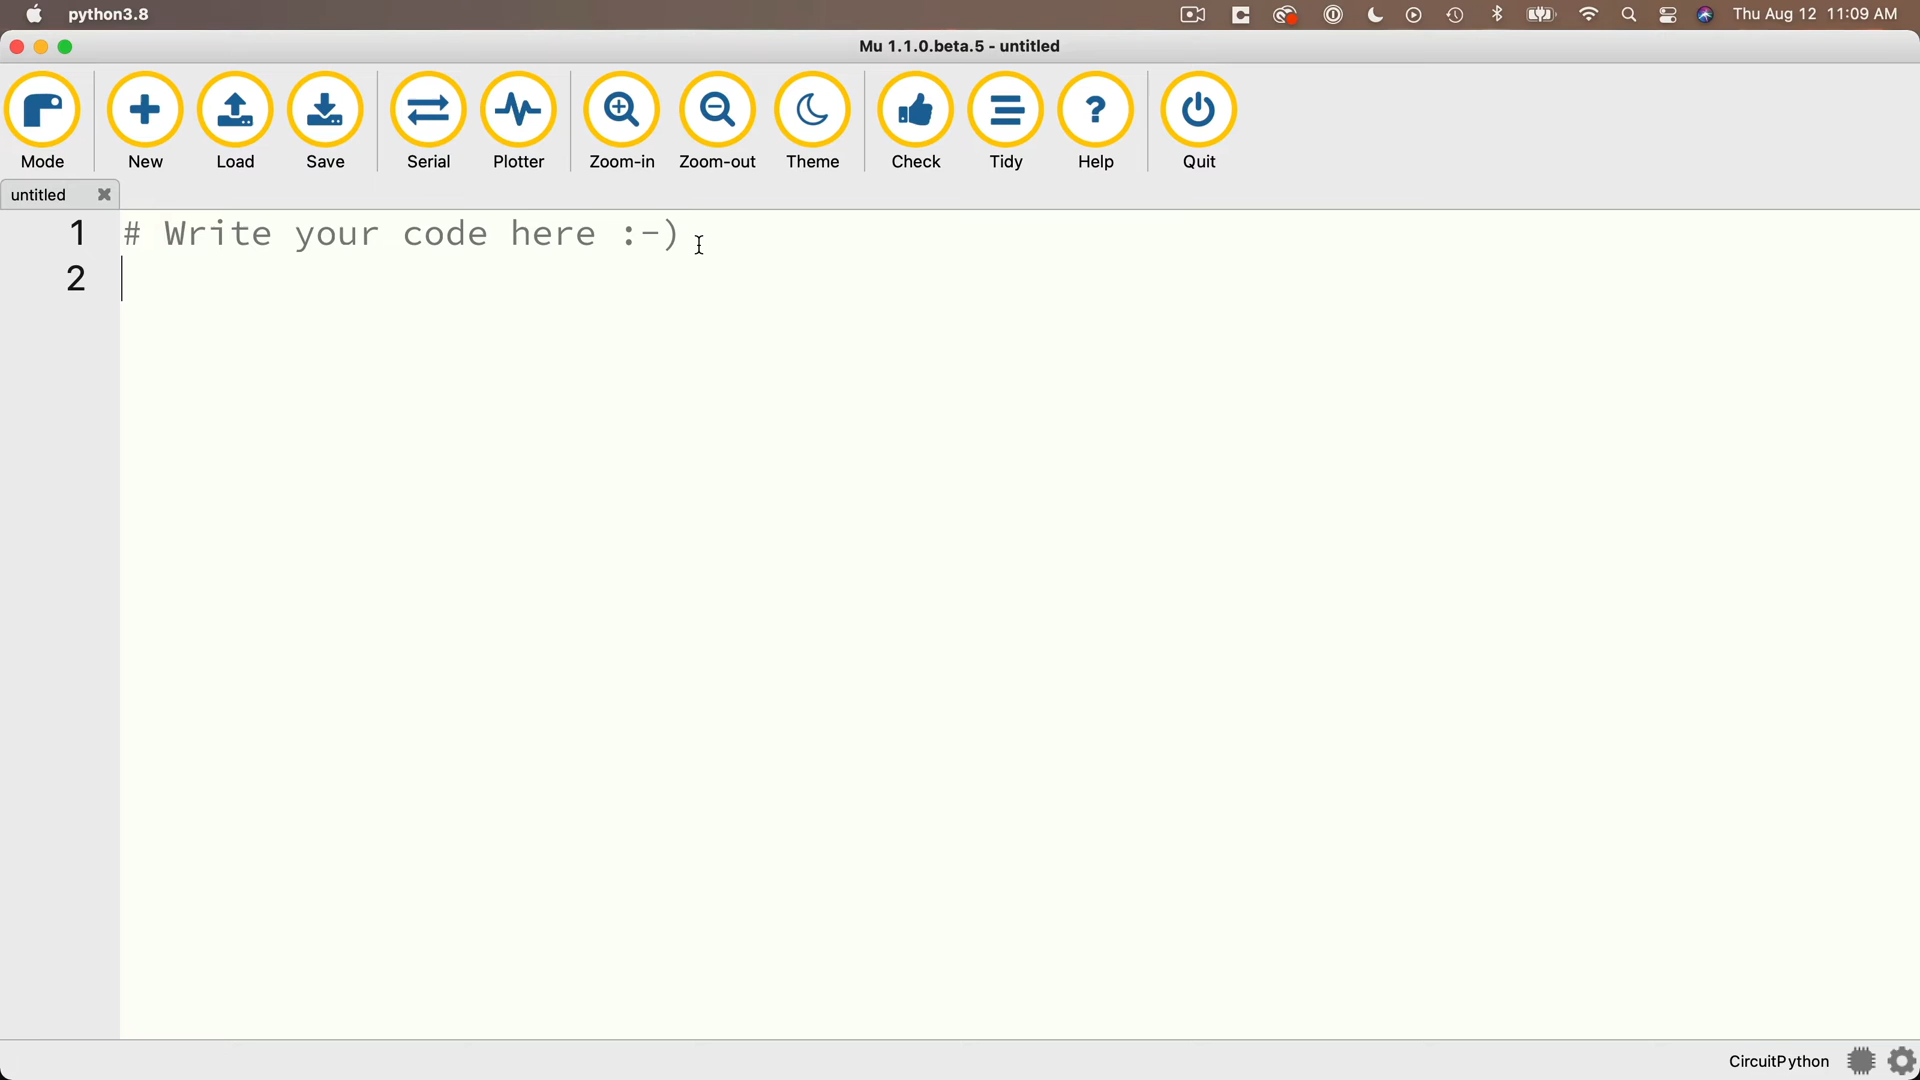 python3.8
Thu Aug 12 11:09 AM
Mu 1.1.0.beta.5 - untitled
Mode New Load Save Serial Plotter Zoom-in Zoom-out Theme Check Tidy Help Quit
untitled
1 # Write your code here :-)
2
CircuitPython